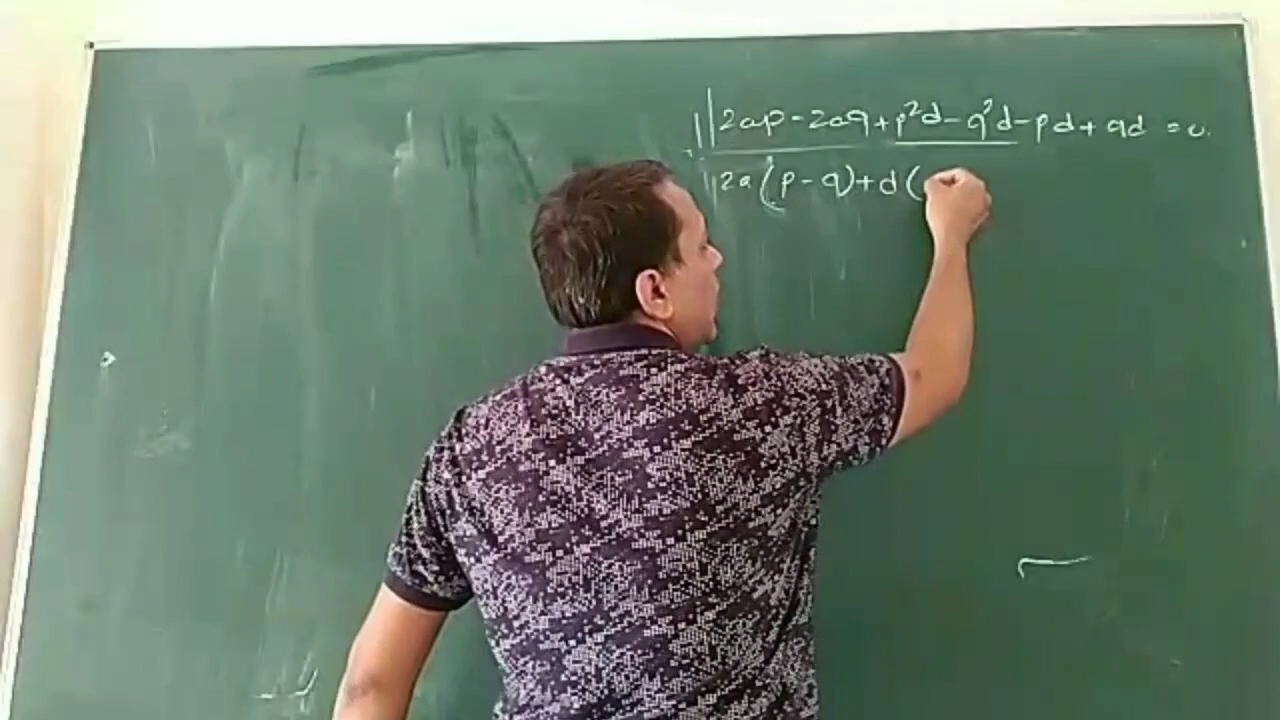 2ap - 2aq + p²d - q²d - pd + qd = 0.
2a(p - q) + d(